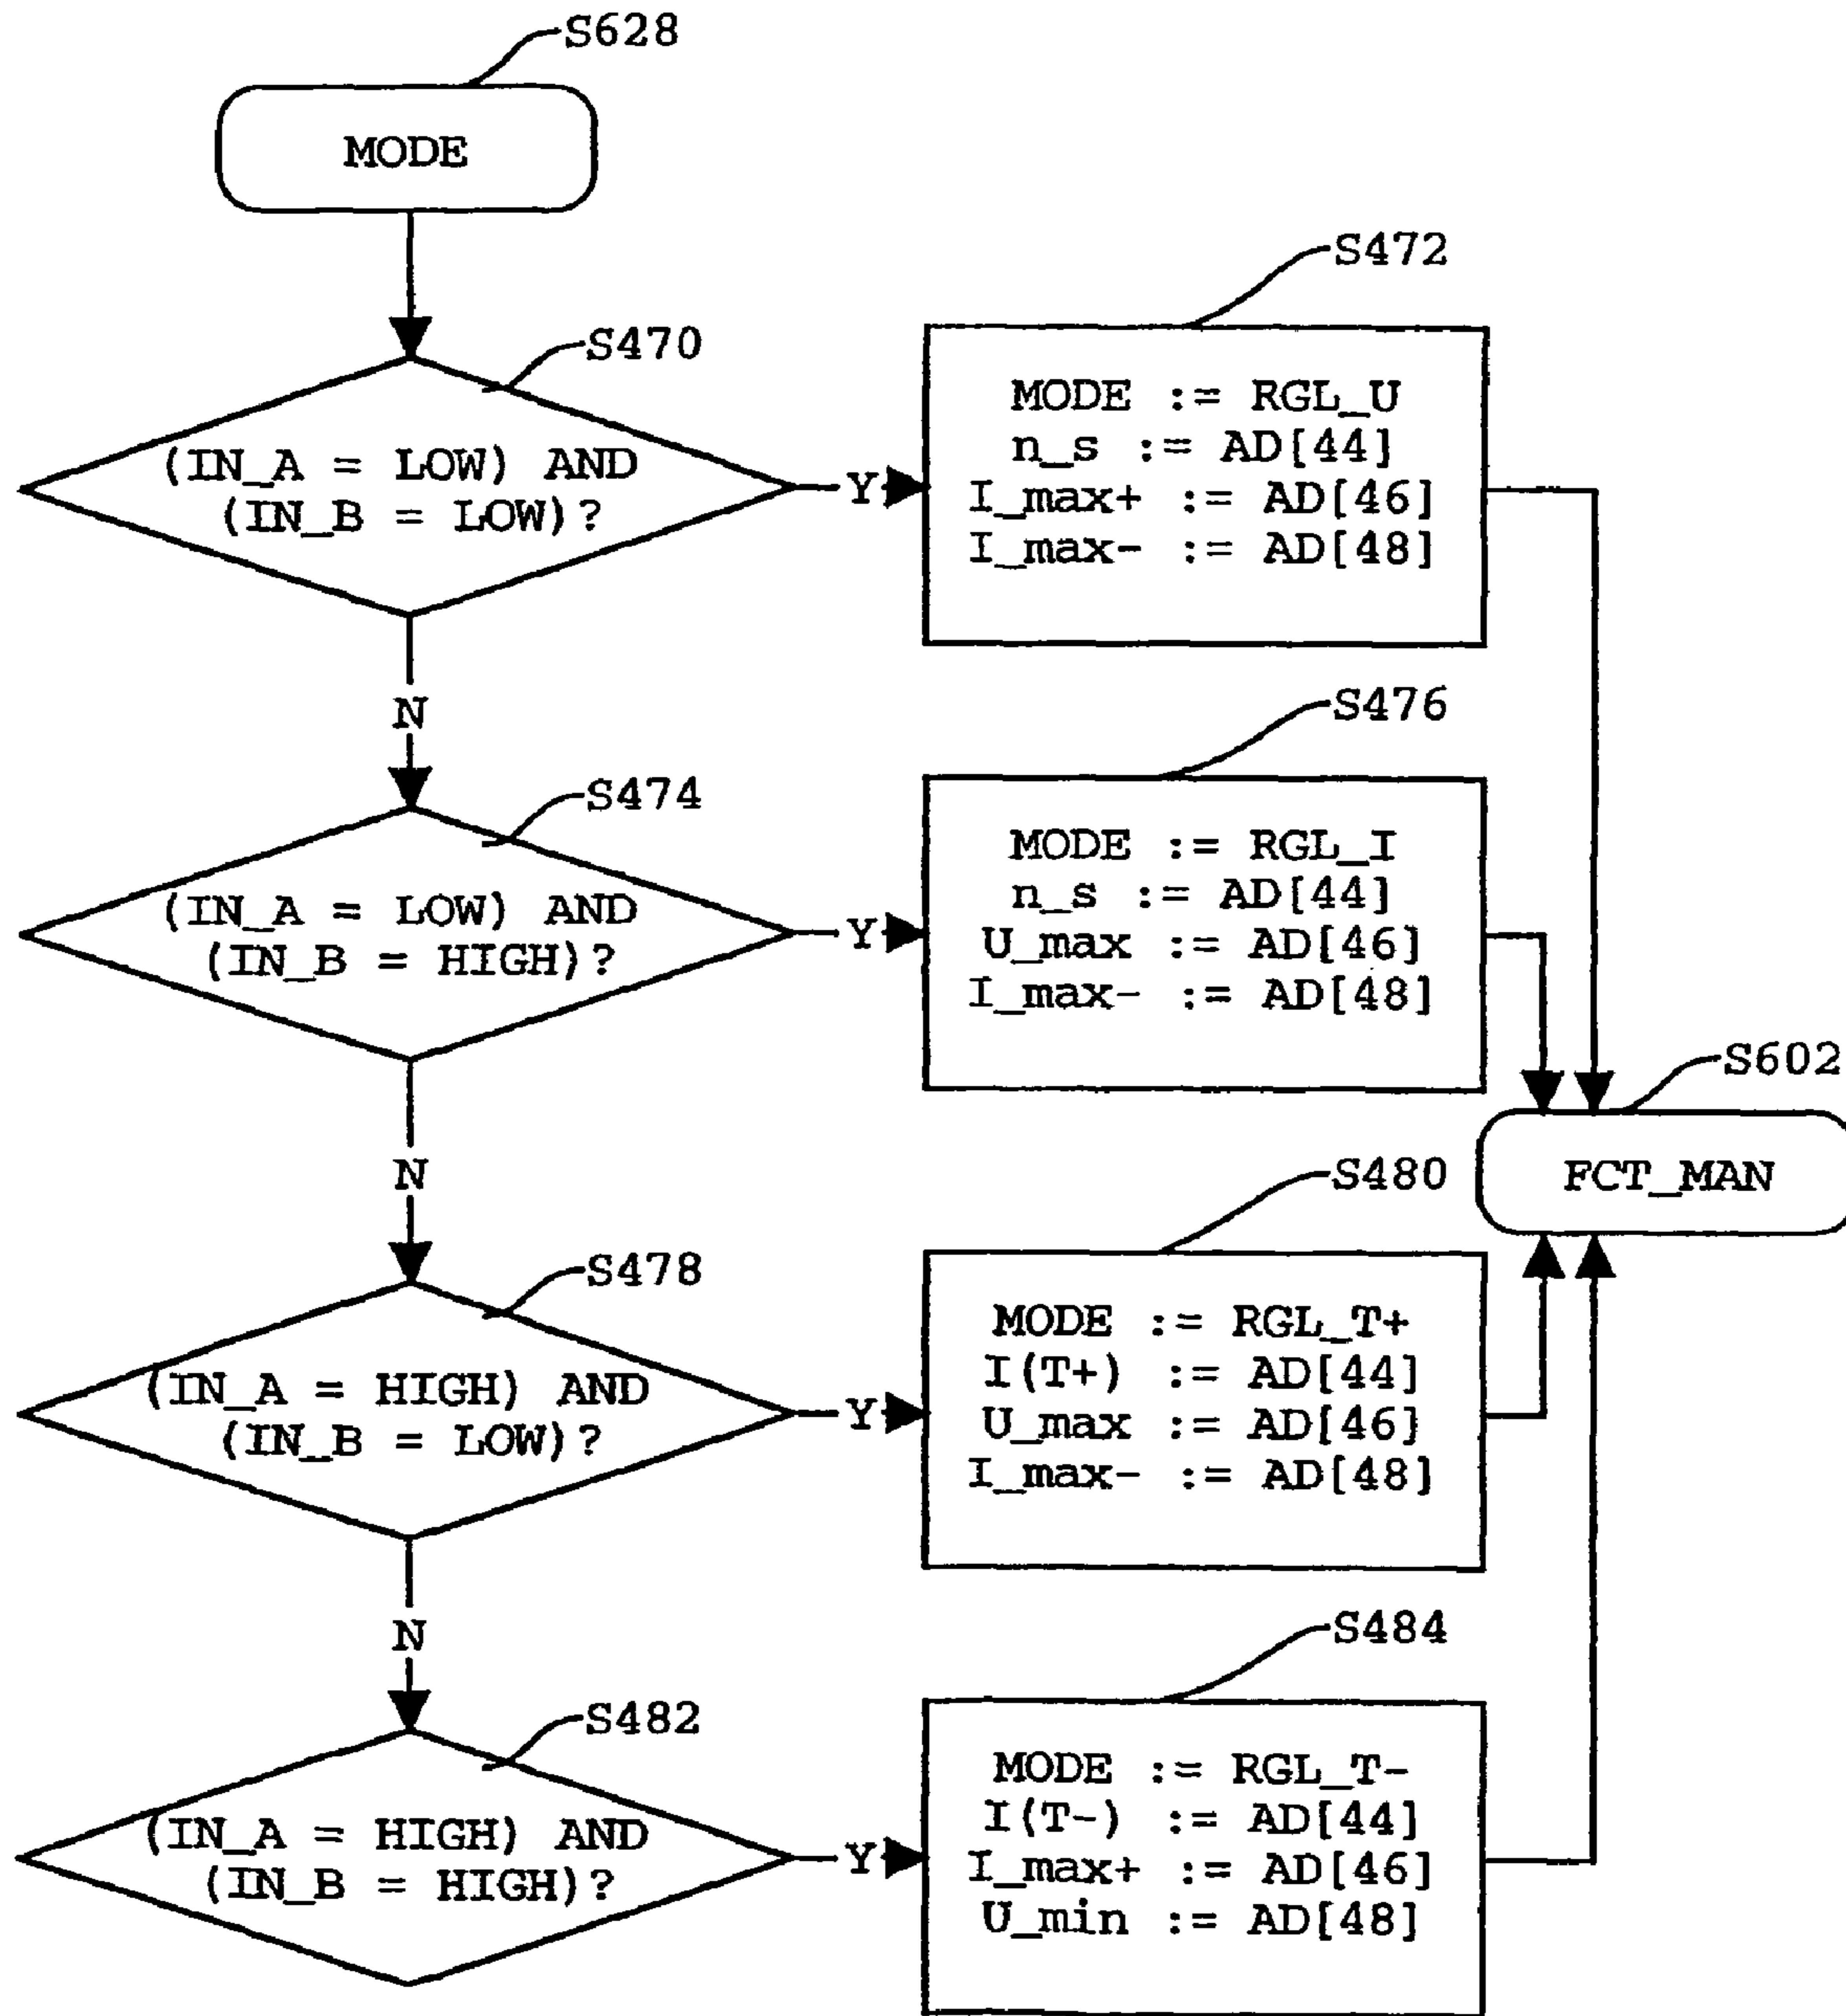 S628
MODE
S470
(IN_A = LOW) AND
(IN_B = LOW)?
Y
S472
MODE := RGL_U
n_s := AD[44]
I_max+ := AD[46]
I_max- := AD[48]
N
S474
(IN_A = LOW) AND
(IN_B = HIGH)?
Y
S476
MODE := RGL_I
n_s := AD[44]
U_max := AD[46]
I_max- := AD[48]
S602
FCT_MAN
N
S478
(IN_A = HIGH) AND
(IN_B = LOW)?
Y
S480
MODE := RGL_T+
I(T+) := AD[44]
U_max := AD[46]
I_max- := AD[48]
N
S482
(IN_A = HIGH) AND
(IN_B = HIGH)?
Y
S484
MODE := RGL_T-
I(T-) := AD[44]
I_max+ := AD[46]
U_min := AD[48]